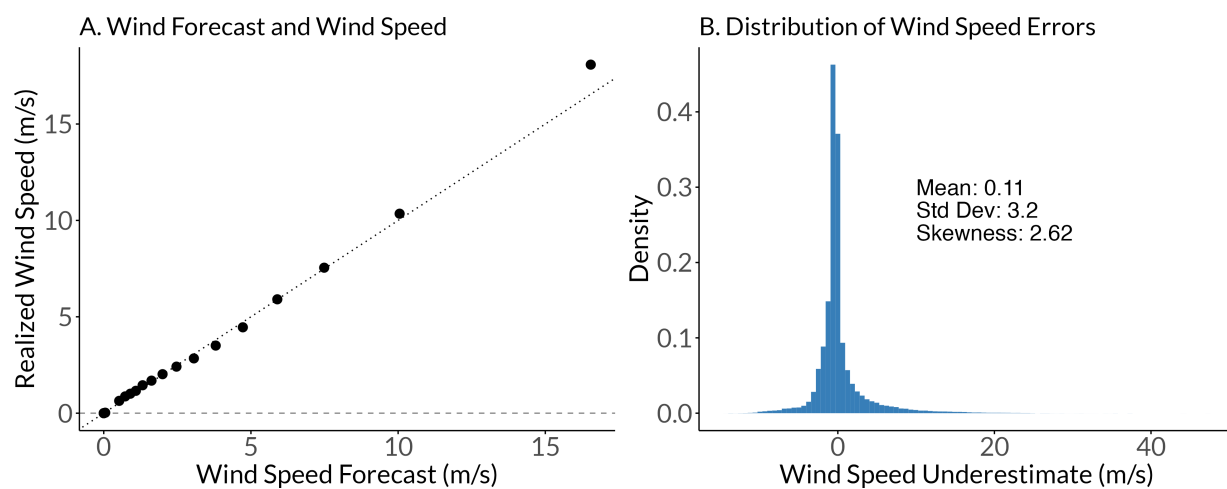 A. Wind Forecast and Wind Speed
Realized Wind Speed (m/s)
15
10
5
0
0 5 10 15
Wind Speed Forecast (m/s)
B. Distribution of Wind Speed Errors
Density
0.4
0.3
0.2
0.1
0.0
Mean: 0.11
Std Dev: 3.2
Skewness: 2.62
0 20 40
Wind Speed Underestimate (m/s)